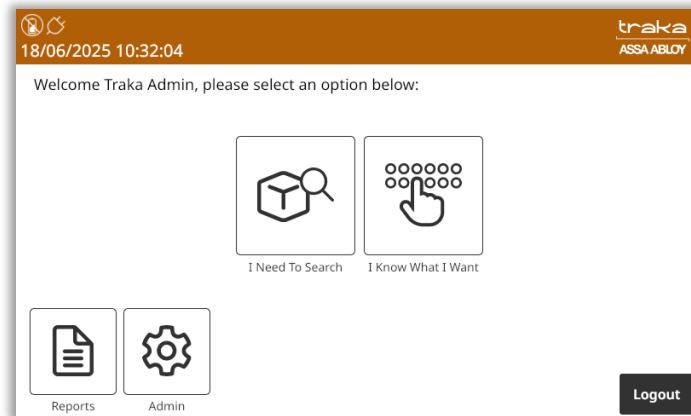 18/06/2025 10:32:04
traka
ASSA ABLOY
Welcome Traka Admin, please select an option below:
I Need To Search
I Know What I Want
Reports
Admin
Logout